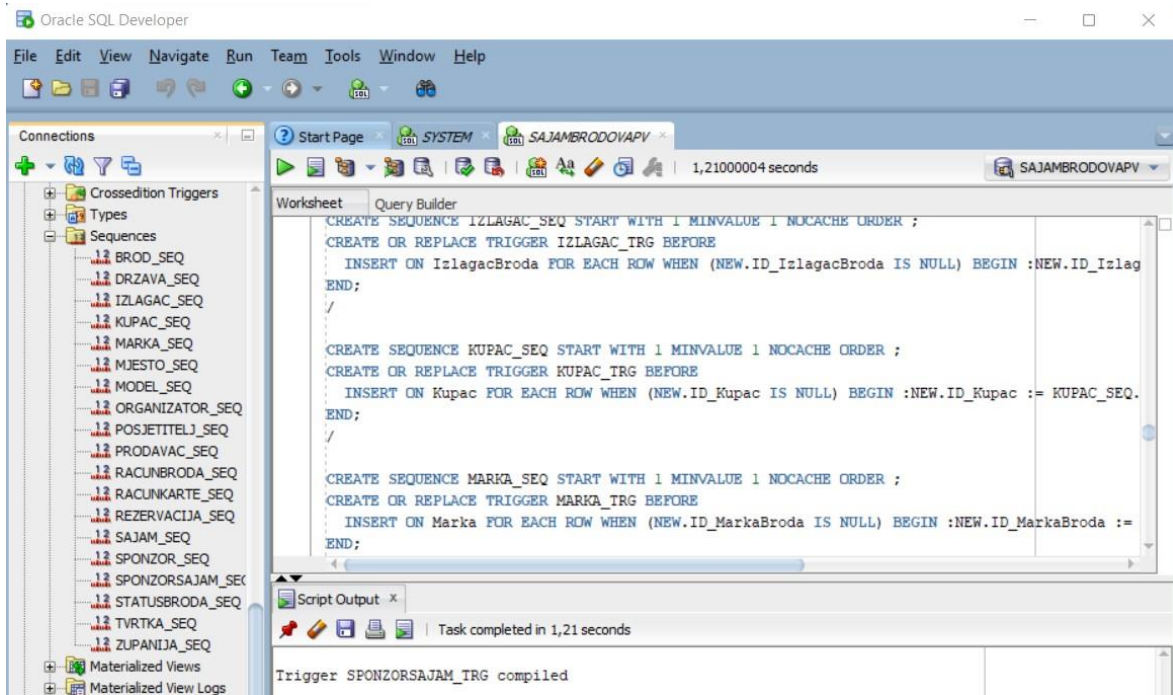 Oracle SQL Developer
File Edit View Navigate Run Team Tools Window Help
Connections
Start Page
SYSTEM
SAJAMBRODOVAPV
1,21000004 seconds
SAJAMBRODOVAPV
Crossedition Triggers
Types
Sequences
BROD_SEQ
DRZAVA_SEQ
IZLAGAC_SEQ
KUPAC_SEQ
MARKA_SEQ
MJESTO_SEQ
MODEL_SEQ
ORGANIZATOR_SEQ
POSJETITELJ_SEQ
PRODAVAC_SEQ
RACUNBRODA_SEQ
RACUNKARTE_SEQ
REZERVACIJA_SEQ
SAJAM_SEQ
SPONZOR_SEQ
SPONZORSAJAM_SE
STATUSBRODA_SEQ
TVRTKA_SEQ
ZUPANIJA_SEQ
Materialized Views
Materialized View Logs
Worksheet Query Builder
CREATE SEQUENCE IZLAGAC_SEQ START WITH 1 MINVALUE 1 NOCACHE ORDER ;
CREATE OR REPLACE TRIGGER IZLAGAC_TRG BEFORE
INSERT ON IzlagacBroda FOR EACH ROW WHEN (NEW.ID_IzlagacBroda IS NULL) BEGIN :NEW.ID_Izlag
END;
/
CREATE SEQUENCE KUPAC_SEQ START WITH 1 MINVALUE 1 NOCACHE ORDER ;
CREATE OR REPLACE TRIGGER KUPAC_TRG BEFORE
INSERT ON Kupac FOR EACH ROW WHEN (NEW.ID_Kupac IS NULL) BEGIN :NEW.ID_Kupac := KUPAC_SEQ.
END;
/
CREATE SEQUENCE MARKA_SEQ START WITH 1 MINVALUE 1 NOCACHE ORDER ;
CREATE OR REPLACE TRIGGER MARKA_TRG BEFORE
INSERT ON Marka FOR EACH ROW WHEN (NEW.ID_MarkaBroda IS NULL) BEGIN :NEW.ID_MarkaBroda :=
END;
Script Output
Task completed in 1,21 seconds
Trigger SPONZORSAJAM_TRG compiled